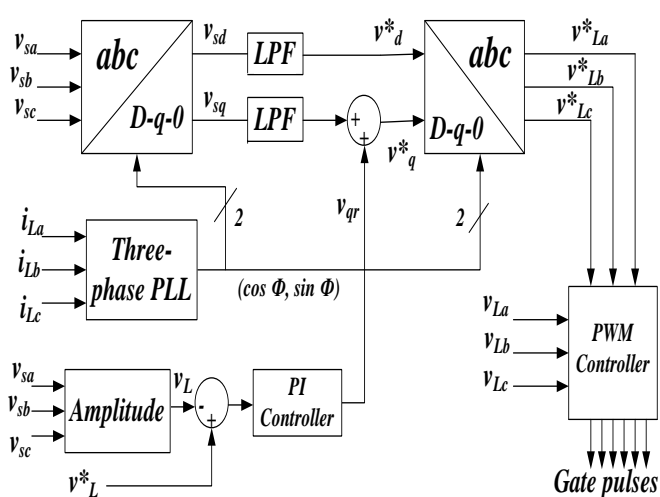 v_sa
v_sb
v_sc
abc
D-q-0
v_sd
LPF
v*_d
v_sq
LPF
+
+
v*_q
abc
D-q-0
v*_La
v*_Lb
v*_Lc
2
v_qr
2
i_La
i_Lb
i_Lc
Three-
phase PLL
(cos Φ, sin Φ)
v_La
v_Lb
v_Lc
PWM
Controller
v_sa
v_sb
v_sc
Amplitude
v_L
-
+
PI
Controller
v*_L
Gate pulses